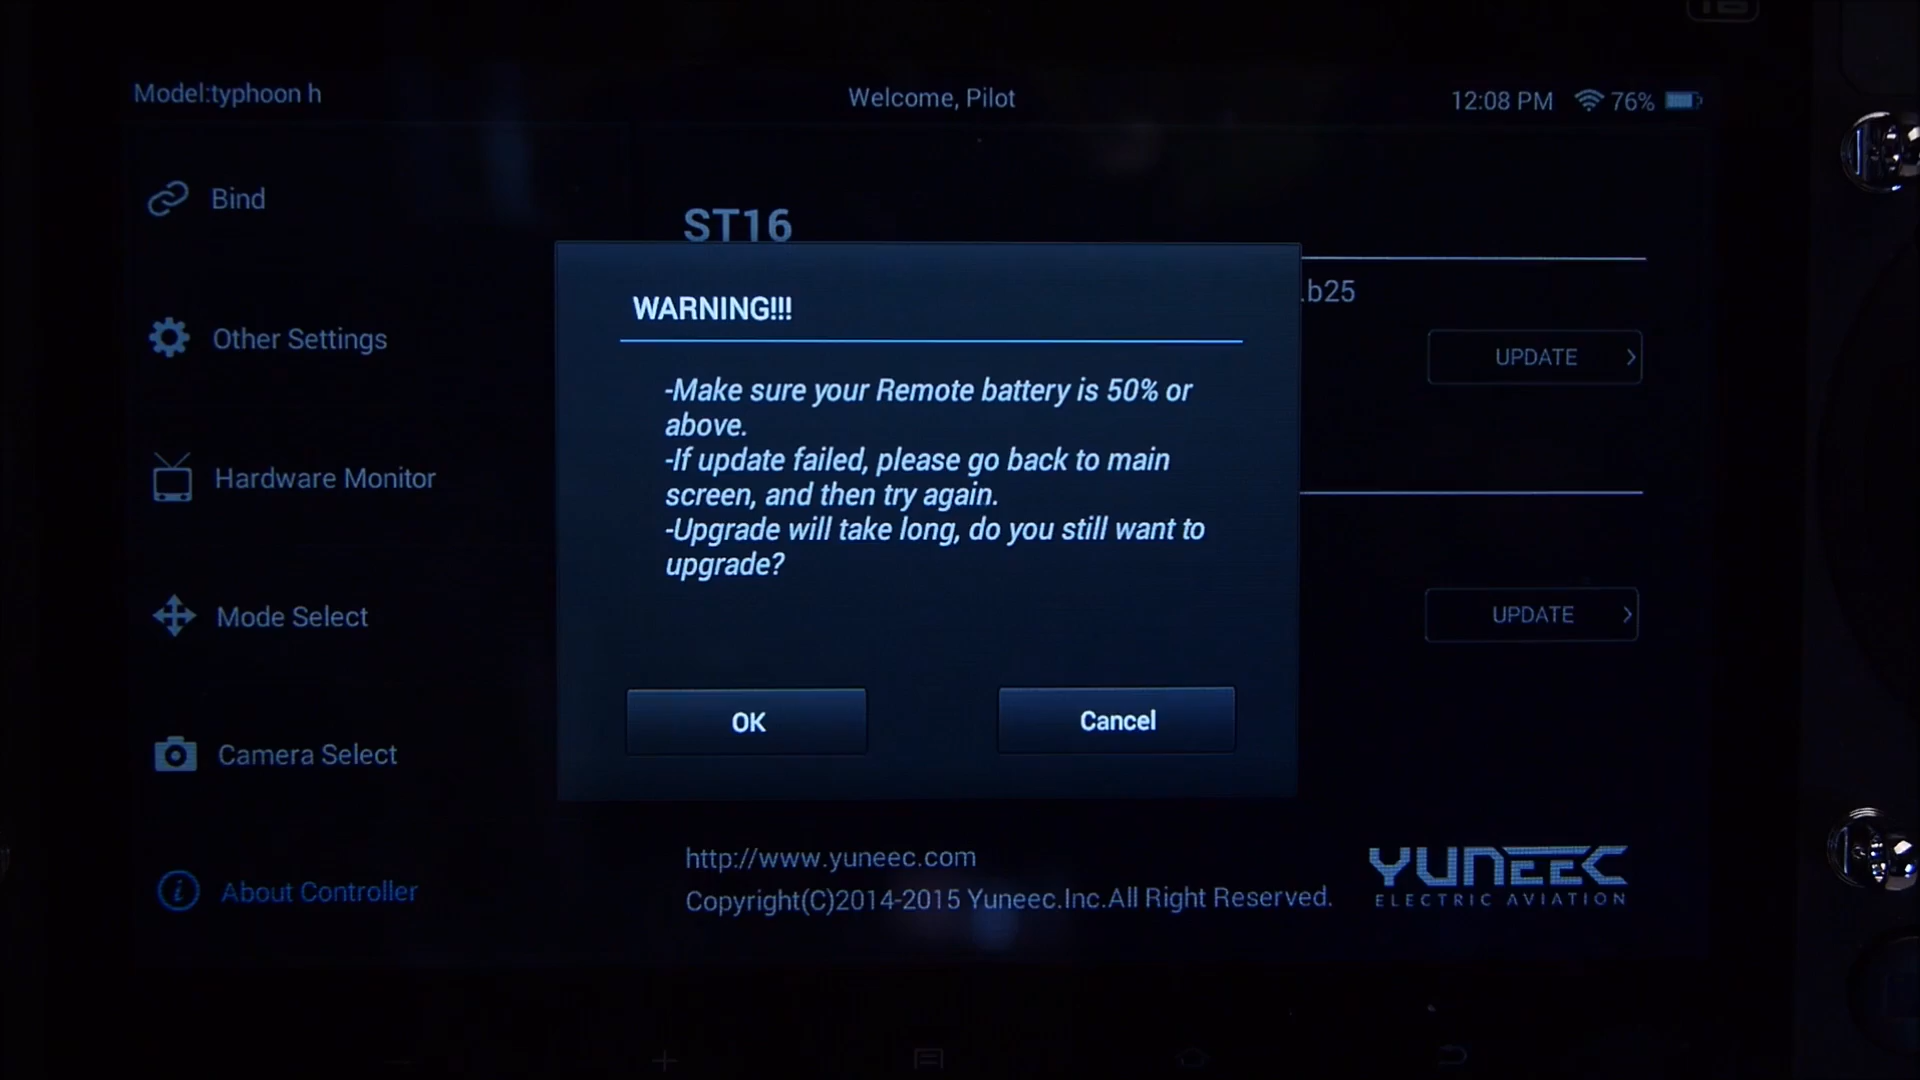 Model:typhoon h
Welcome, Pilot
12:08 PM 76%
Bind
Other Settings
Hardware Monitor
Mode Select
Camera Select
About Controller
ST16
.b25
UPDATE >
UPDATE >
WARNING!!!
-Make sure your Remote battery is 50% or
above.
-If update failed, please go back to main
screen, and then try again.
-Upgrade will take long, do you still want to
upgrade?
OK
Cancel
http://www.yuneec.com
Copyright(C)2014-2015 Yuneec.Inc.All Right Reserved.
YUNEEC
ELECTRIC AVIATION